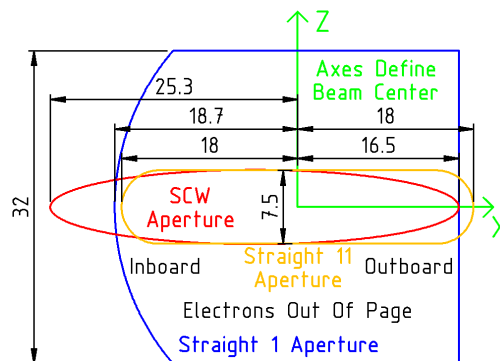 Z
Axes Define
Beam Center
25.3
18.7
18
18
16.5
32
SCW
Aperture
7.5
X
Inboard
Straight 11
Aperture
Outboard
Electrons Out Of Page
Straight 1 Aperture